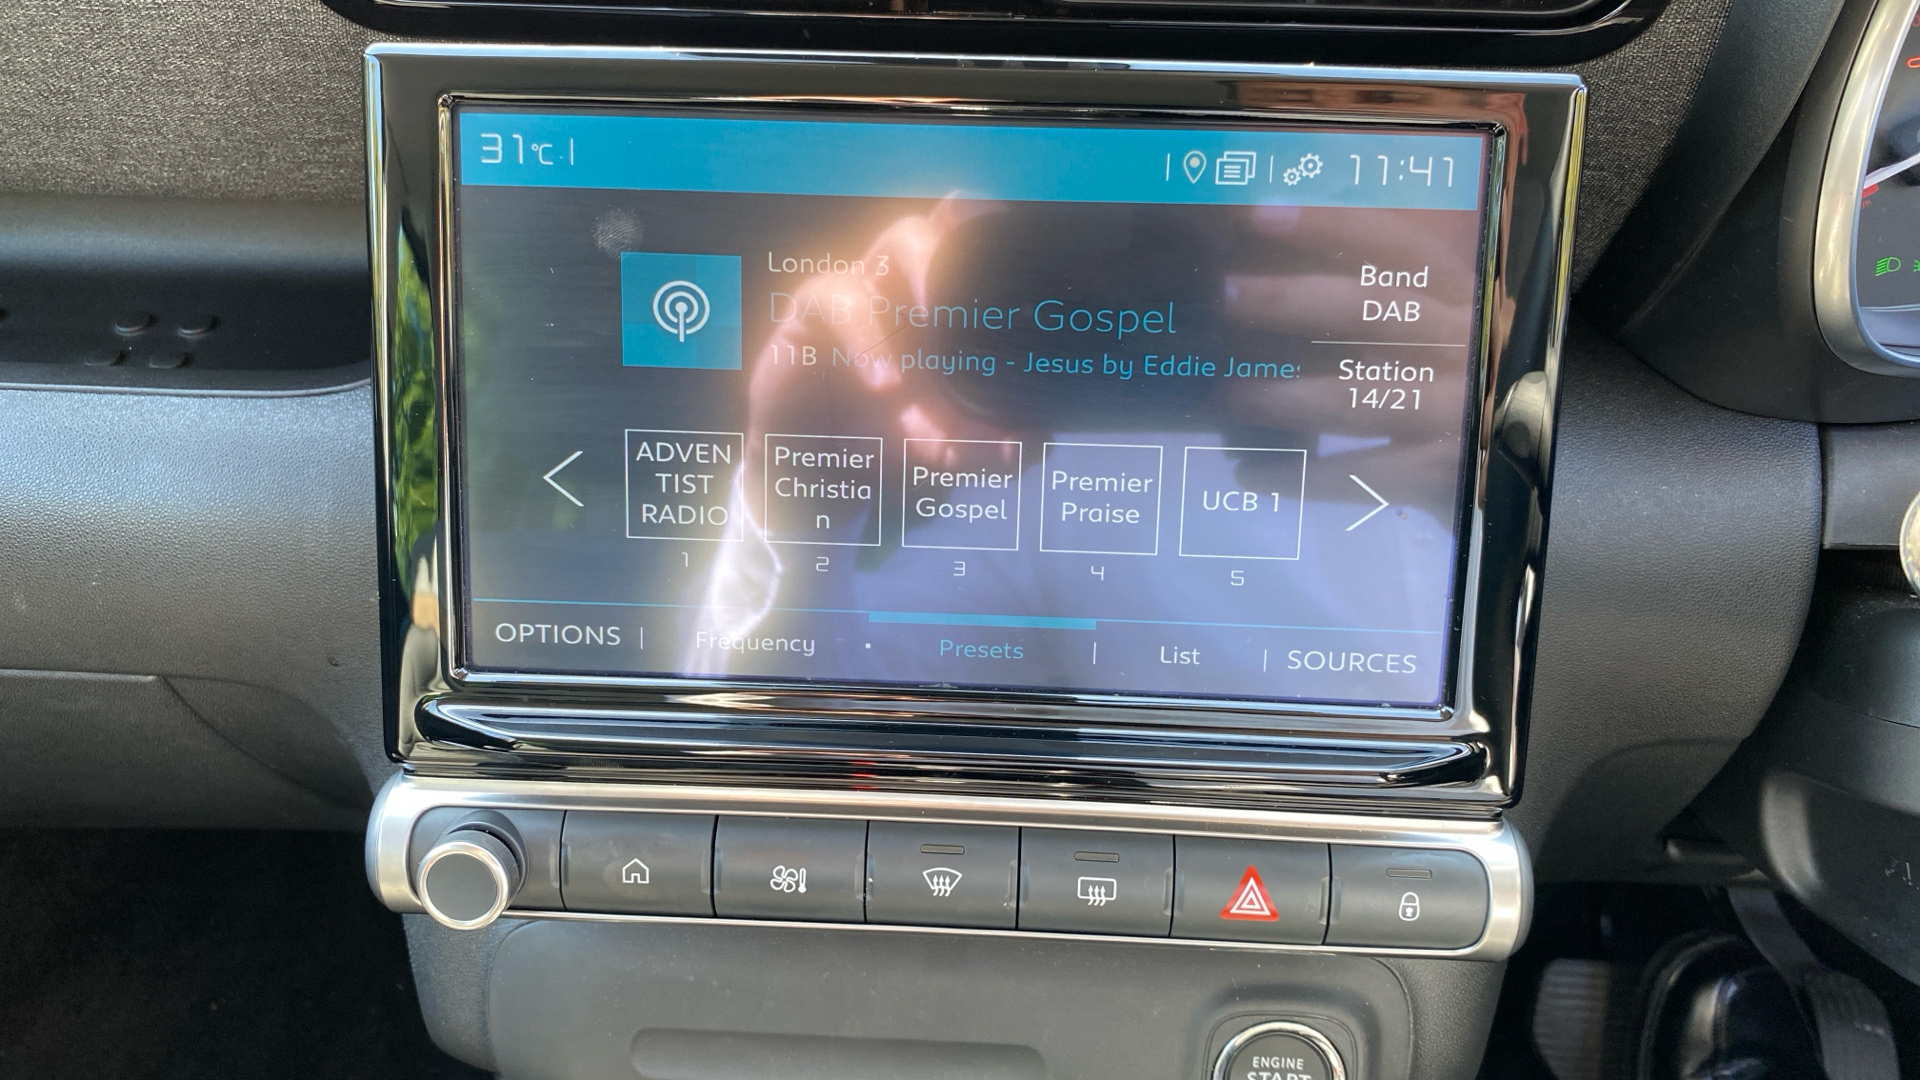 31°C
11:41
London 3
DAB Premier Gospel
11B Now playing - Jesus by Eddie James
Band
DAB
Station
14/21
ADVEN
TIST
RADIO
1
Premier
Christia
n
2
Premier
Gospel
3
Premier
Praise
4
UCB 1
5
OPTIONS
Frequency
Presets
List
SOURCES
ENGINE
START